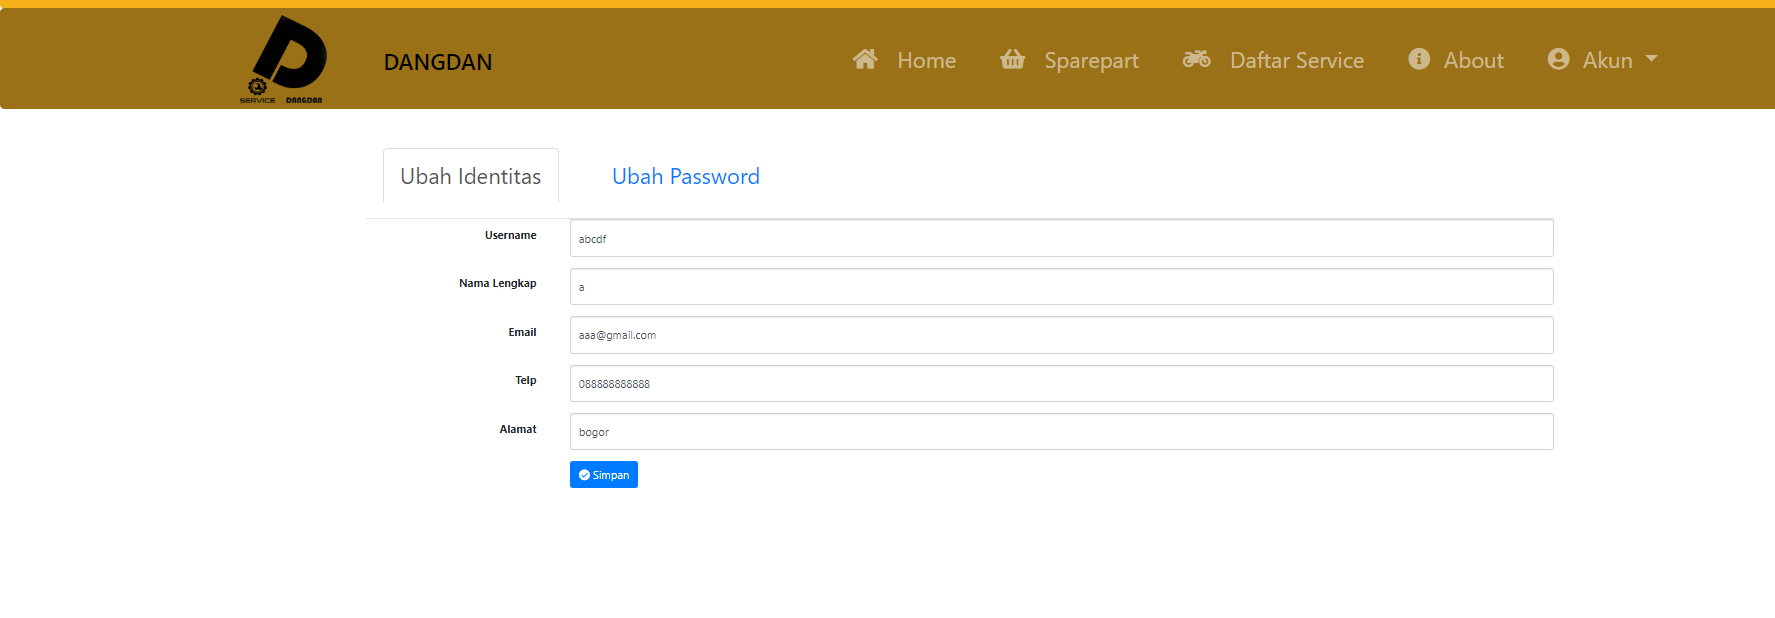 SERVICE DANGDAN
DANGDAN
Home
Sparepart
Daftar Service
About
Akun
Ubah Identitas
Ubah Password
Username
abcdf
Nama Lengkap
a
Email
aaa@gmail.com
Telp
088888888888
Alamat
bogor
Simpan